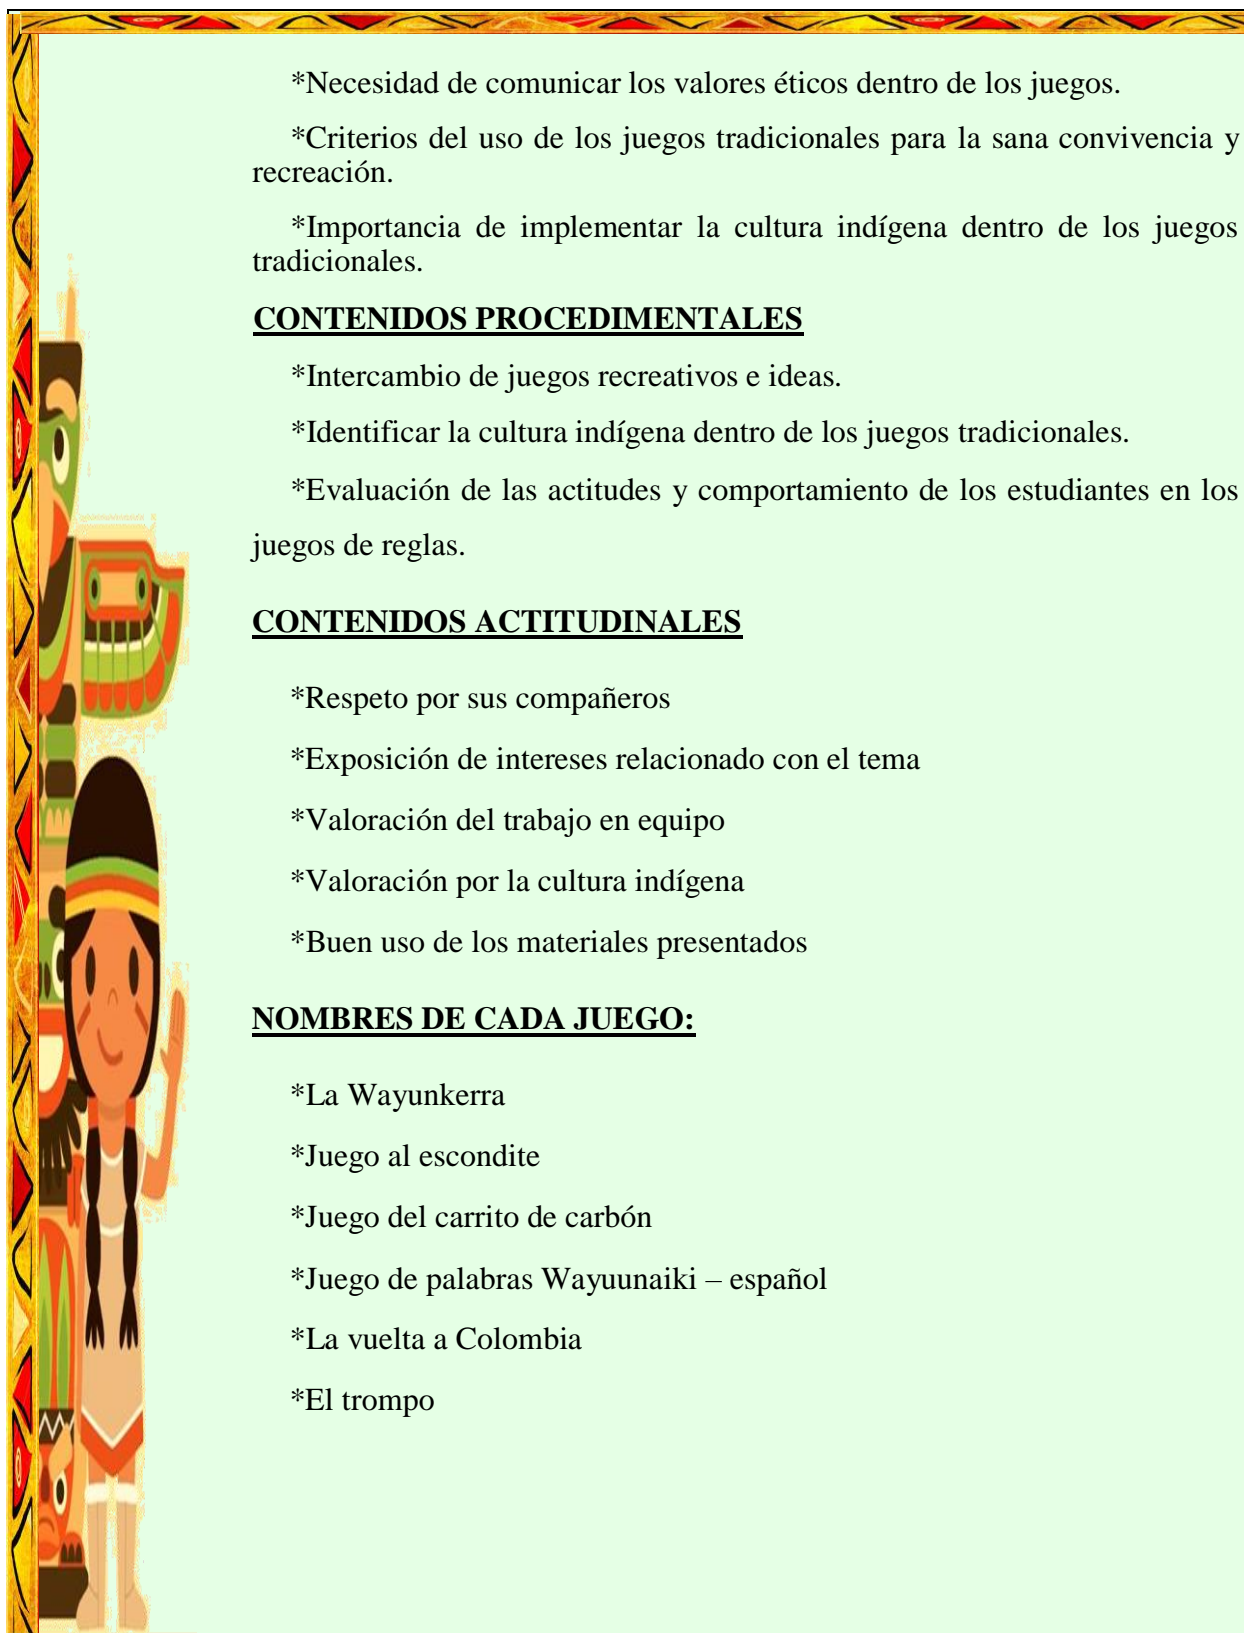 *Necesidad de comunicar los valores éticos dentro de los juegos.
*Criterios del uso de los juegos tradicionales para la sana convivencia y
recreación.
*Importancia de implementar la cultura indígena dentro de los juegos
tradicionales.
CONTENIDOS PROCEDIMENTALES
*Intercambio de juegos recreativos e ideas.
*Identificar la cultura indígena dentro de los juegos tradicionales.
*Evaluación de las actitudes y comportamiento de los estudiantes en los
juegos de reglas.
CONTENIDOS ACTITUDINALES
*Respeto por sus compañeros
*Exposición de intereses relacionado con el tema
*Valoración del trabajo en equipo
*Valoración por la cultura indígena
*Buen uso de los materiales presentados
NOMBRES DE CADA JUEGO:
*La Wayunkerra
*Juego al escondite
*Juego del carrito de carbón
*Juego de palabras Wayuunaiki – español
*La vuelta a Colombia
*El trompo